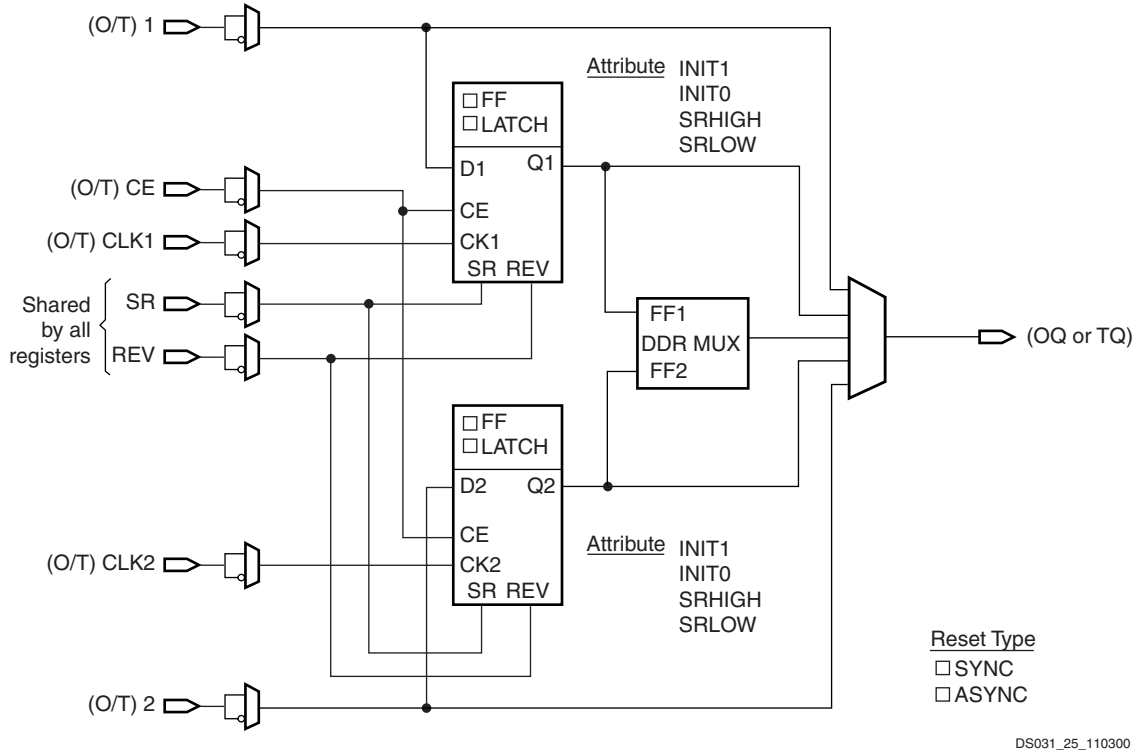 (O/T) 1
Attribute INIT1
INIT0
SRHIGH
SRLOW
FF
LATCH
D1 Q1
(O/T) CE
CE
(O/T) CLK1
CK1
SR REV
Shared
by all
registers
SR
REV
FF1
DDR MUX
FF2
(OQ or TQ)
FF
LATCH
D2 Q2
CE
(O/T) CLK2
CK2
SR REV
Attribute INIT1
INIT0
SRHIGH
SRLOW
Reset Type
SYNC
ASYNC
(O/T) 2
DS031_25_110300